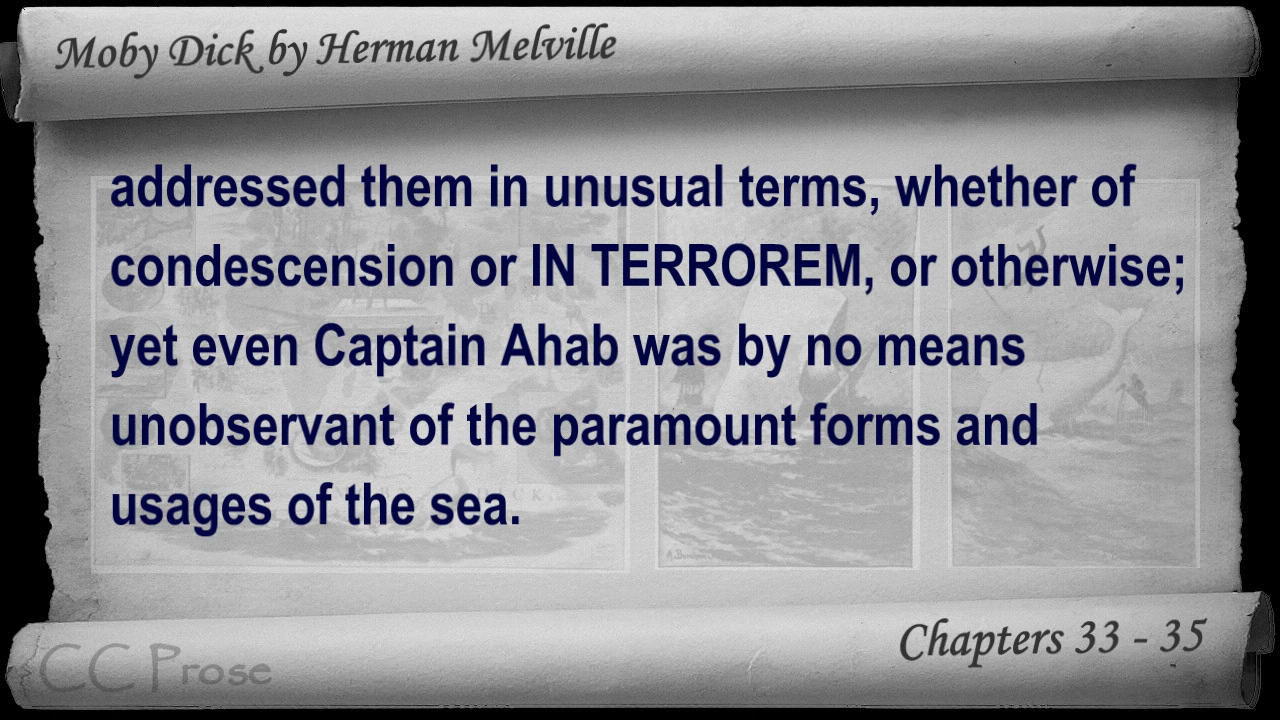 Moby Dick by Herman Melville
addressed them in unusual terms, whether of
condescension or IN TERROREM, or otherwise;
yet even Captain Ahab was by no means
unobservant of the paramount forms and
usages of the sea.
Chapters 33 - 35
CC Prose